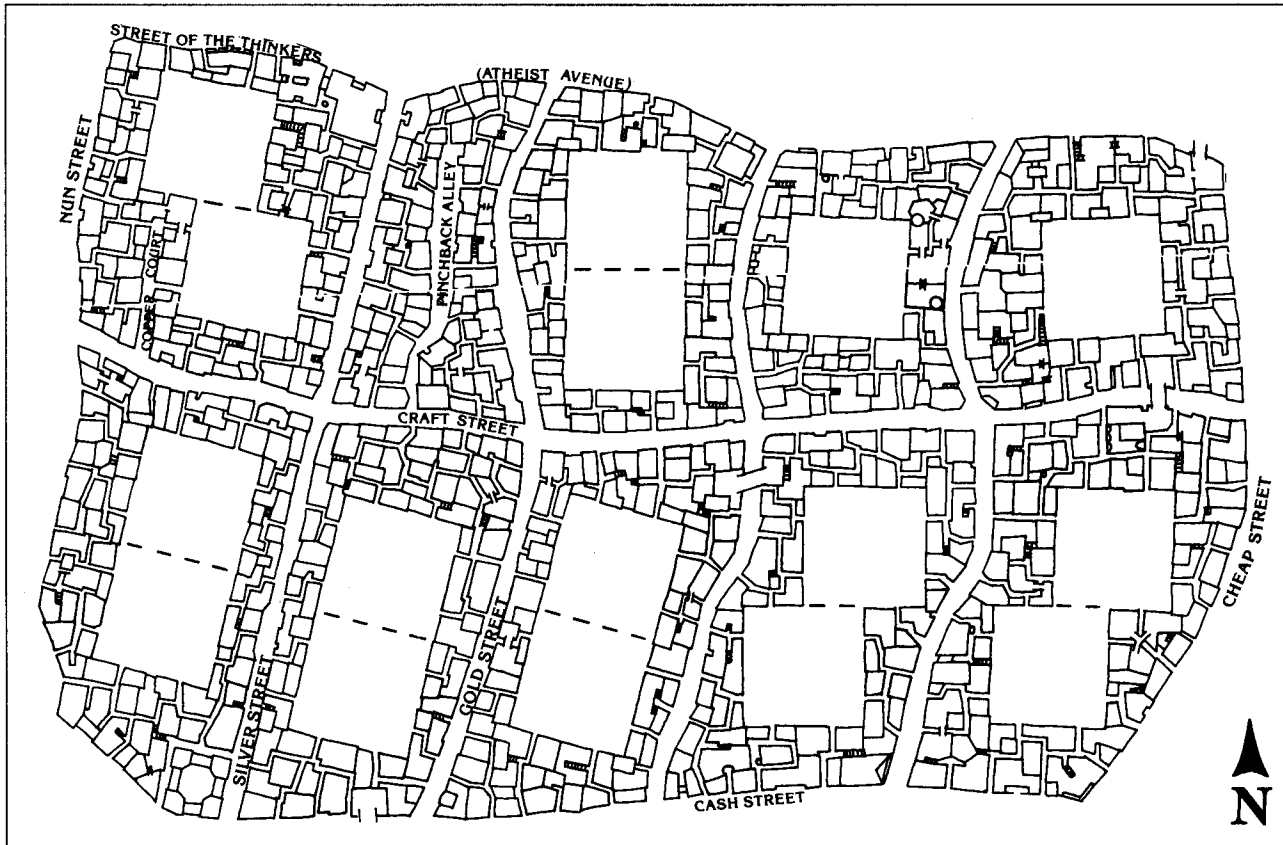 STREET OF THE THINKERS
(ATHEIST AVENUE)
NUN STREET
PINCHBACK ALLEY
COPPER COURT
CRAFT STREET
CHEAP STREET
GOLD STREET
SILVER STREET
CASH STREET
N